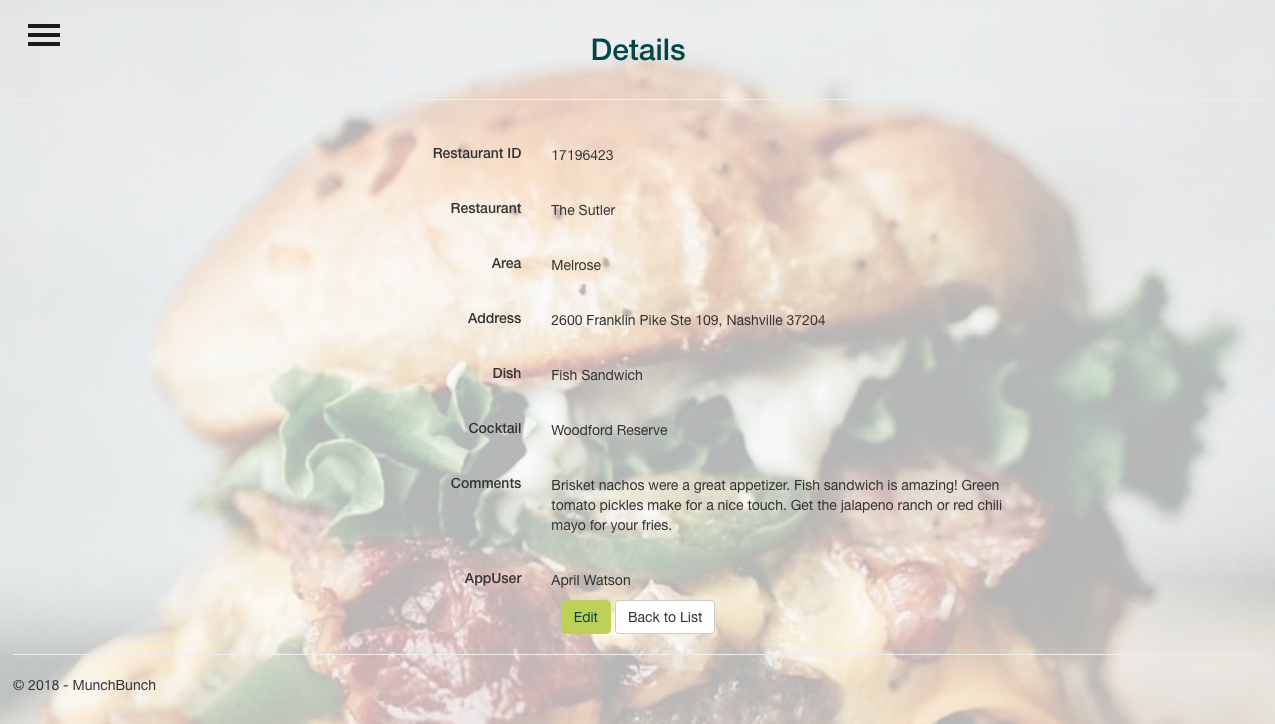 Details
Restaurant ID 17196423
Restaurant The Sutler
Area Melrose
Address 2600 Franklin Pike Ste 109, Nashville 37204
Dish Fish Sandwich
Cocktail Woodford Reserve
Comments Brisket nachos were a great appetizer. Fish sandwich is amazing! Green
tomato pickles make for a nice touch. Get the jalapeno ranch or red chili
mayo for your fries.
AppUser April Watson
Edit Back to List
© 2018 - MunchBunch